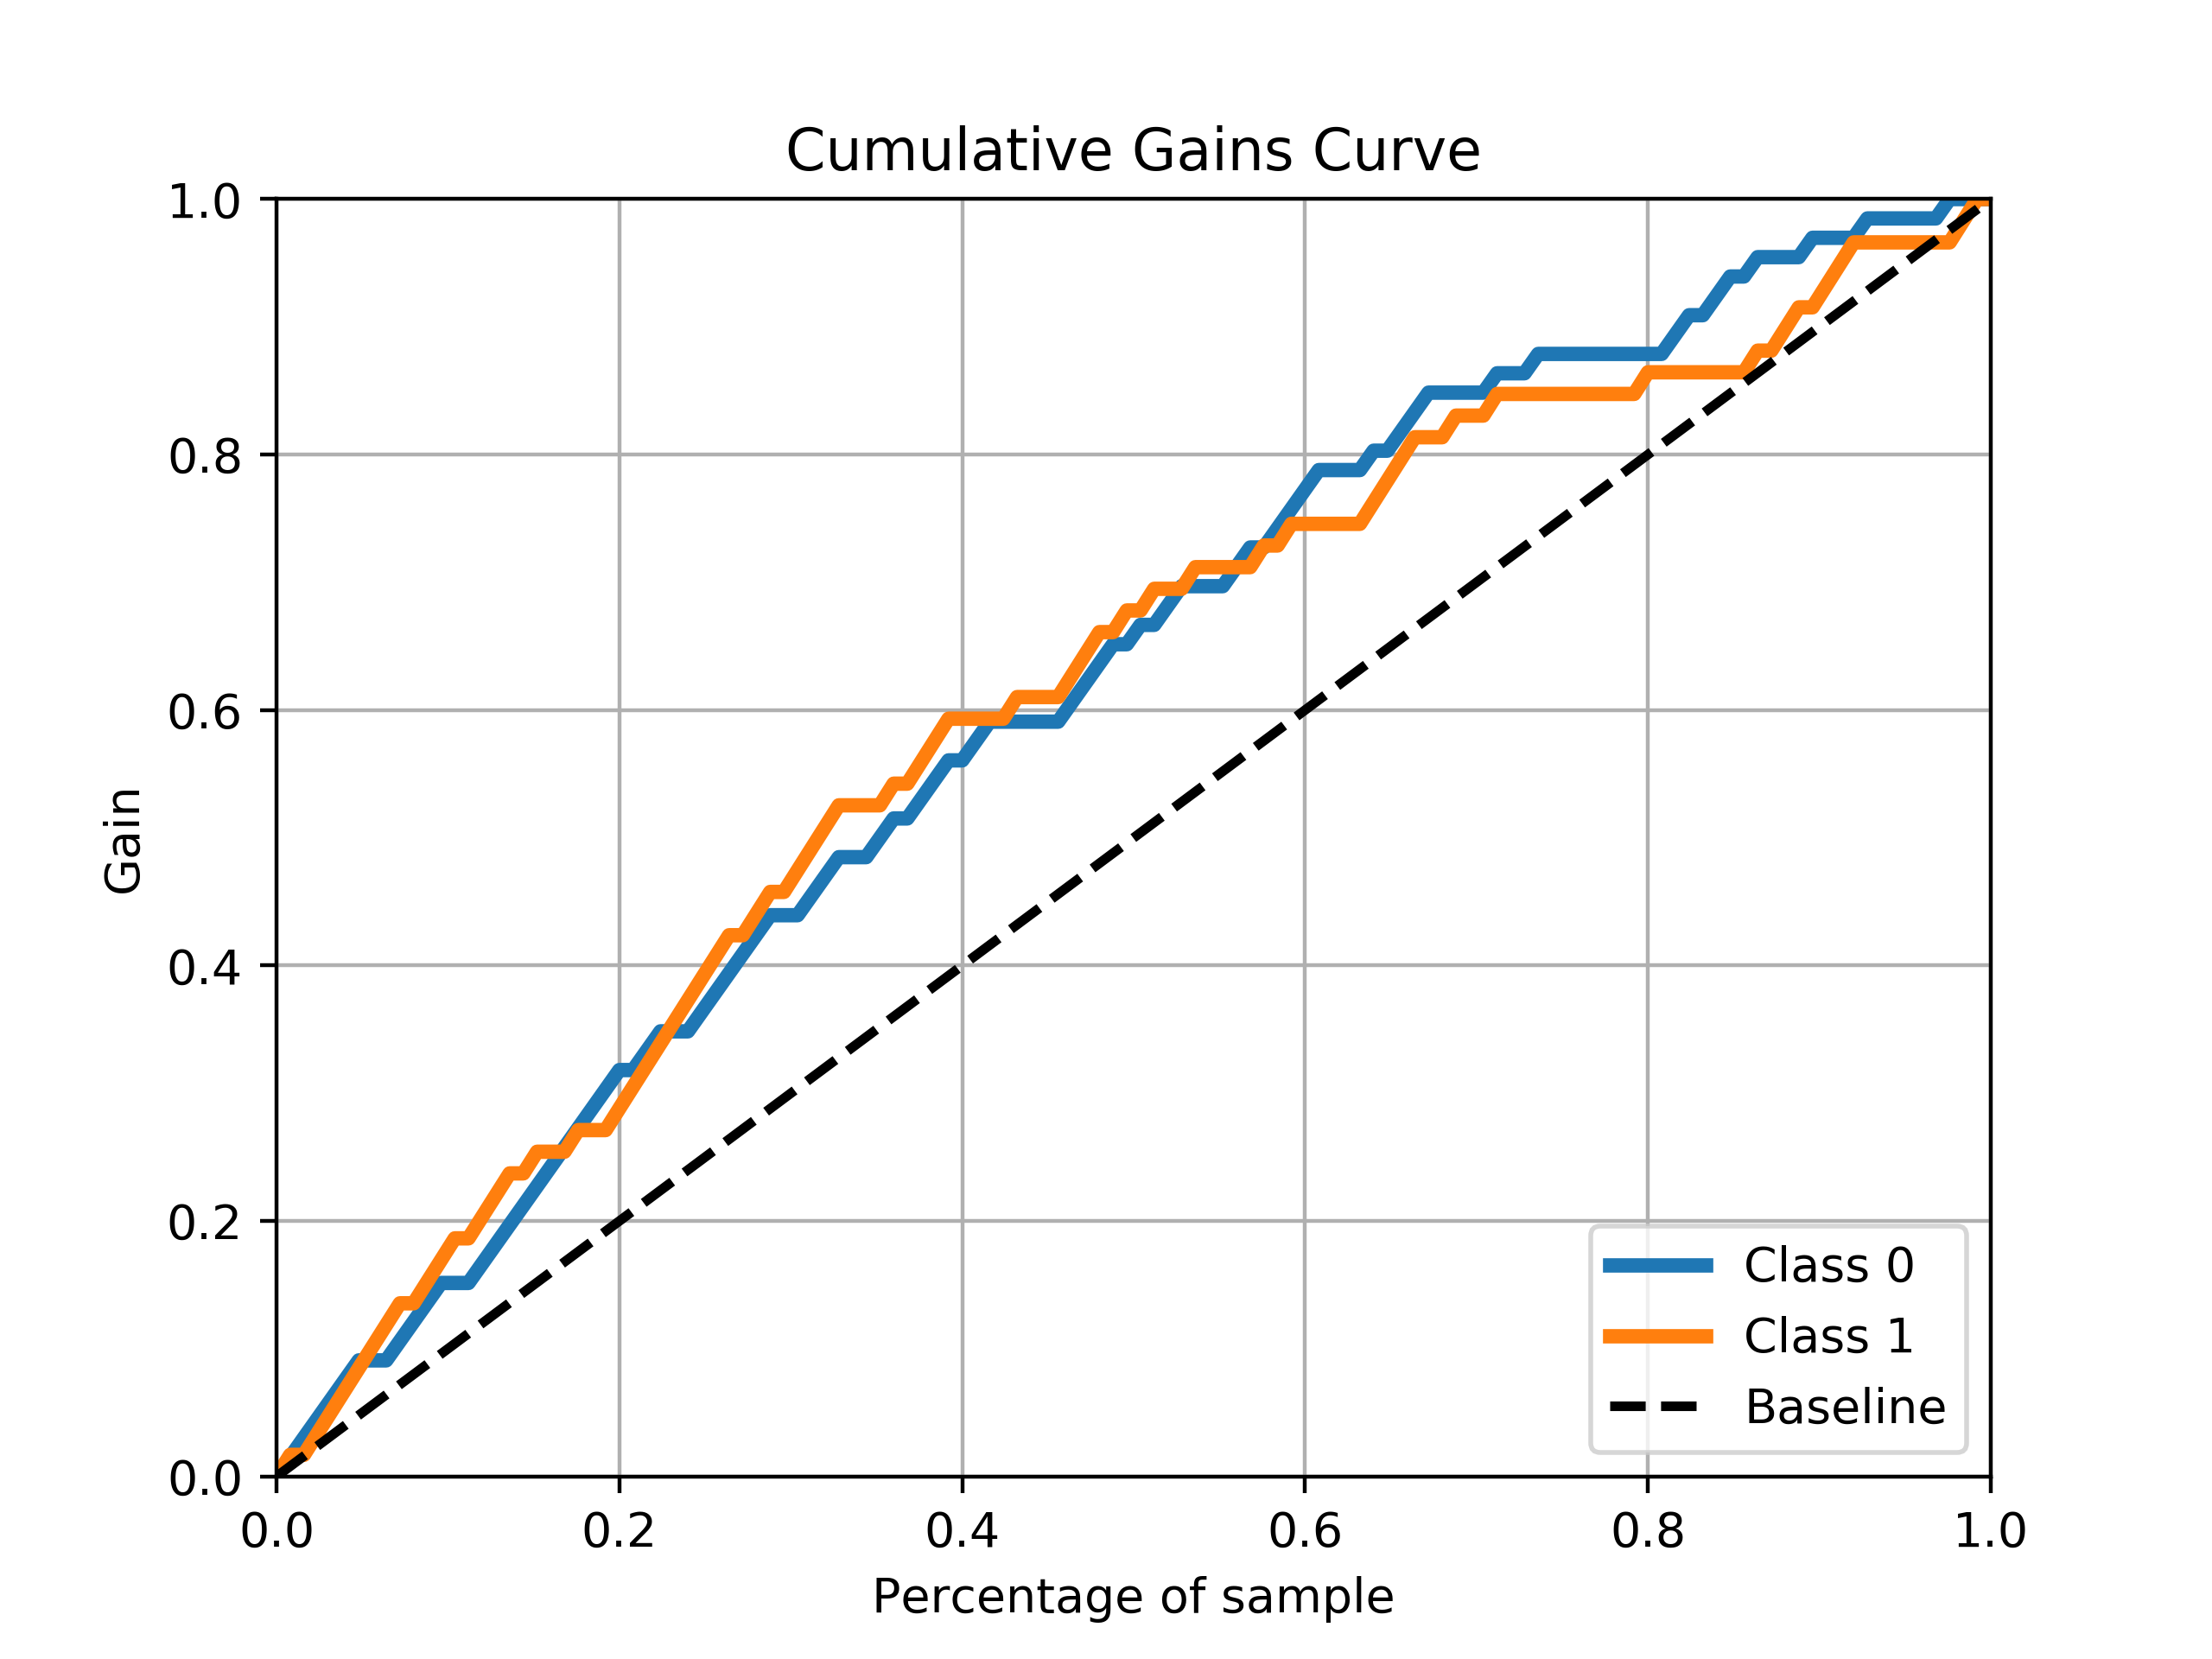 Cumulative Gains Curve
1.0
0.8
0.6
0.4
0.2
0.0
Gain
0.0 0.2 0.4 0.6 0.8 1.0
Percentage of sample
Class 0
Class 1
Baseline